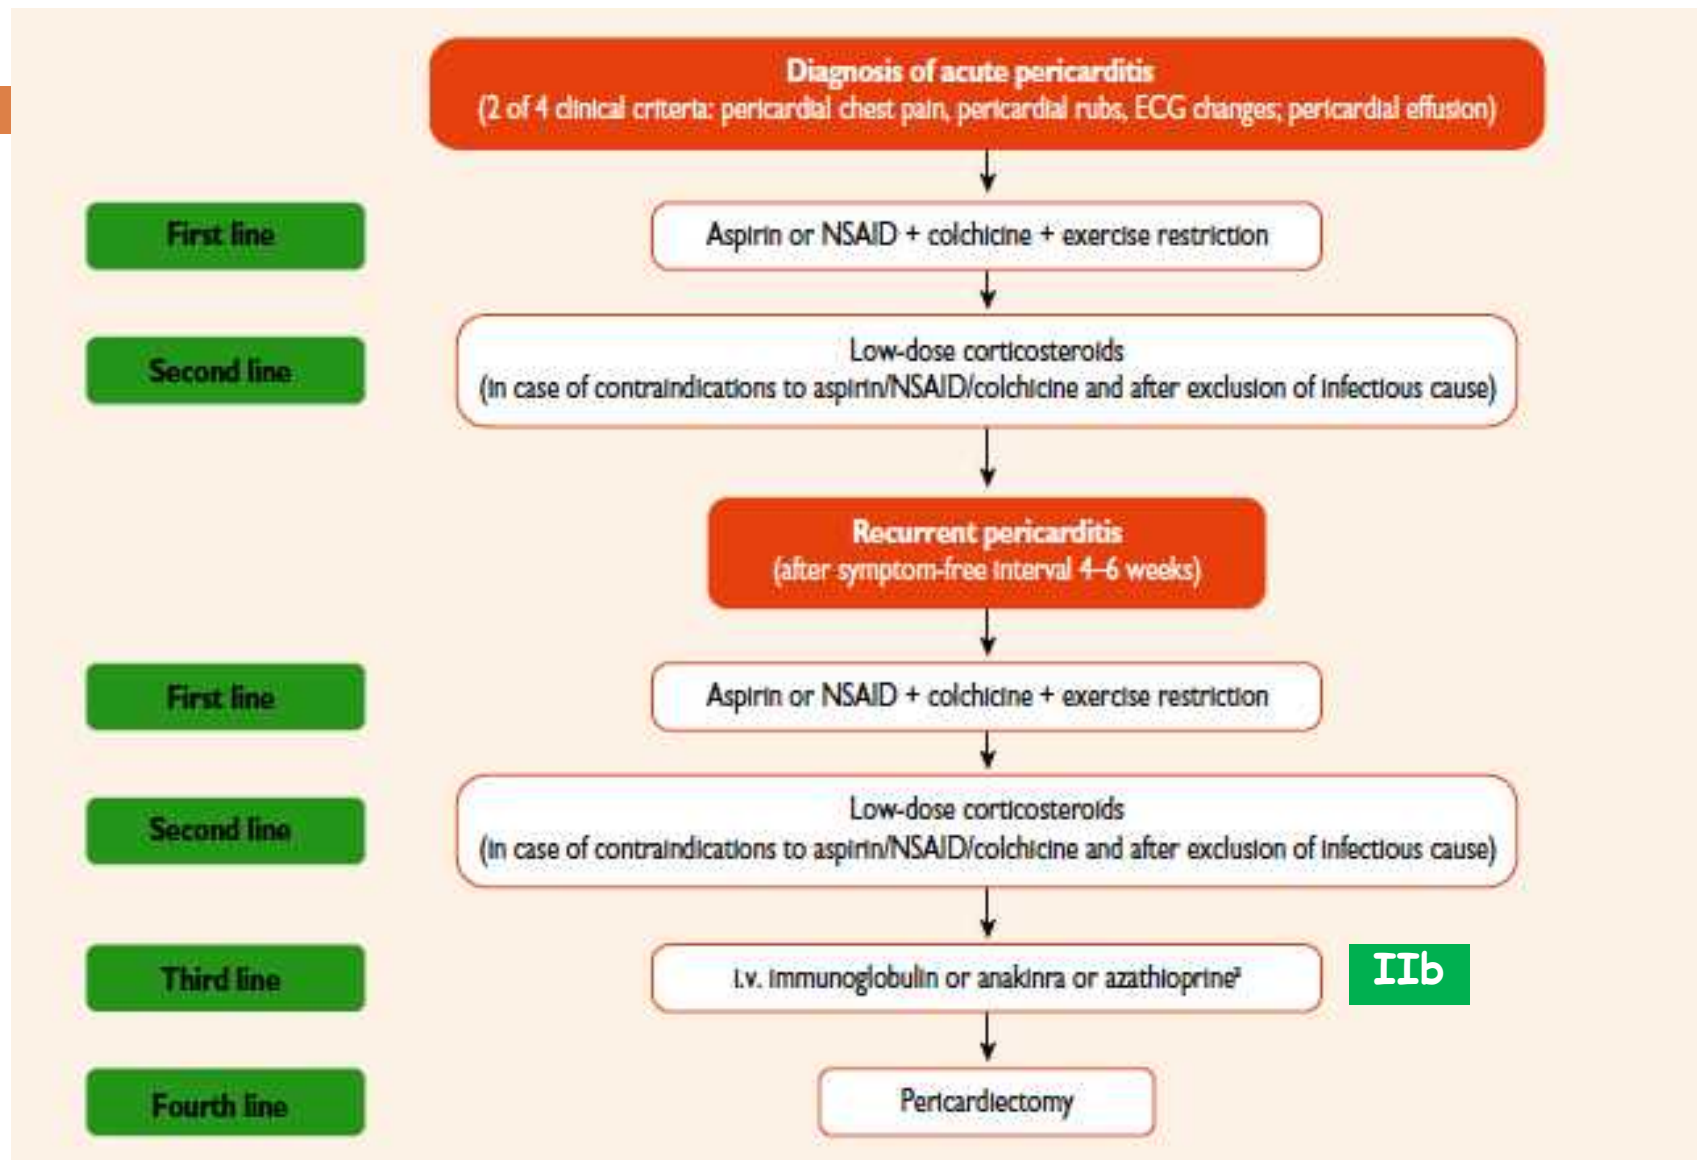 Diagnosis of acute pericarditis
(2 of 4 clinical criteria: pericardial chest pain, pericardial rubs, ECG changes; pericardial effusion)
First line
Aspirin or NSAID + colchicine + exercise restriction
Second line
Low-dose corticosteroids
(in case of contraindications to aspirin/NSAID/colchicine and after exclusion of infectious cause)
Recurrent pericarditis
(after symptom-free interval 4–6 weeks)
First line
Aspirin or NSAID + colchicine + exercise restriction
Second line
Low-dose corticosteroids
(in case of contraindications to aspirin/NSAID/colchicine and after exclusion of infectious cause)
Third line
i.v. immunoglobulin or anakinra or azathioprineª
IIb
Fourth line
Pericardiectomy